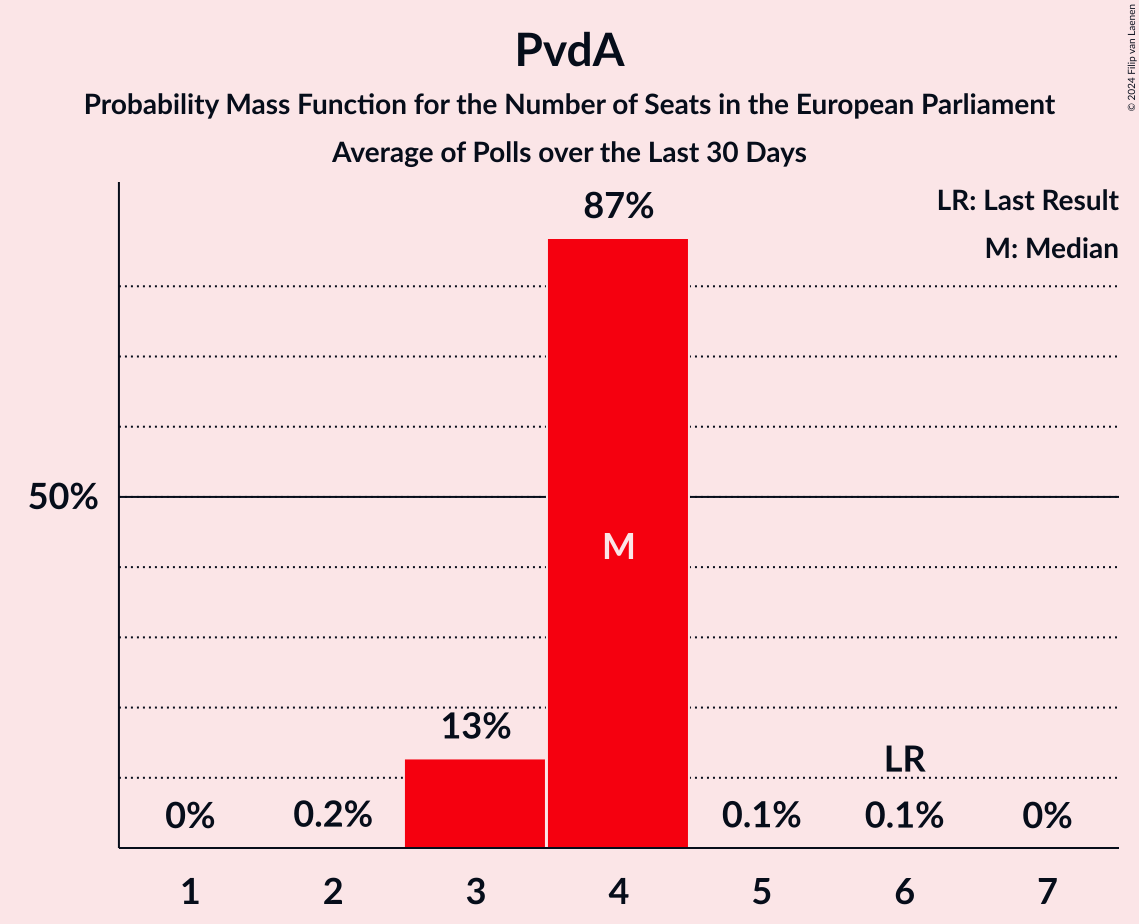 PvdA
Probability Mass Function for the Number of Seats in the European Parliament
Average of Polls over the Last 30 Days
© 2024 Filip van Laenen
LR: Last Result
M: Median
87%
50%
M
13%
LR
0%
0.2%
0.1%
0.1%
0%
1 2 3 4 5 6 7